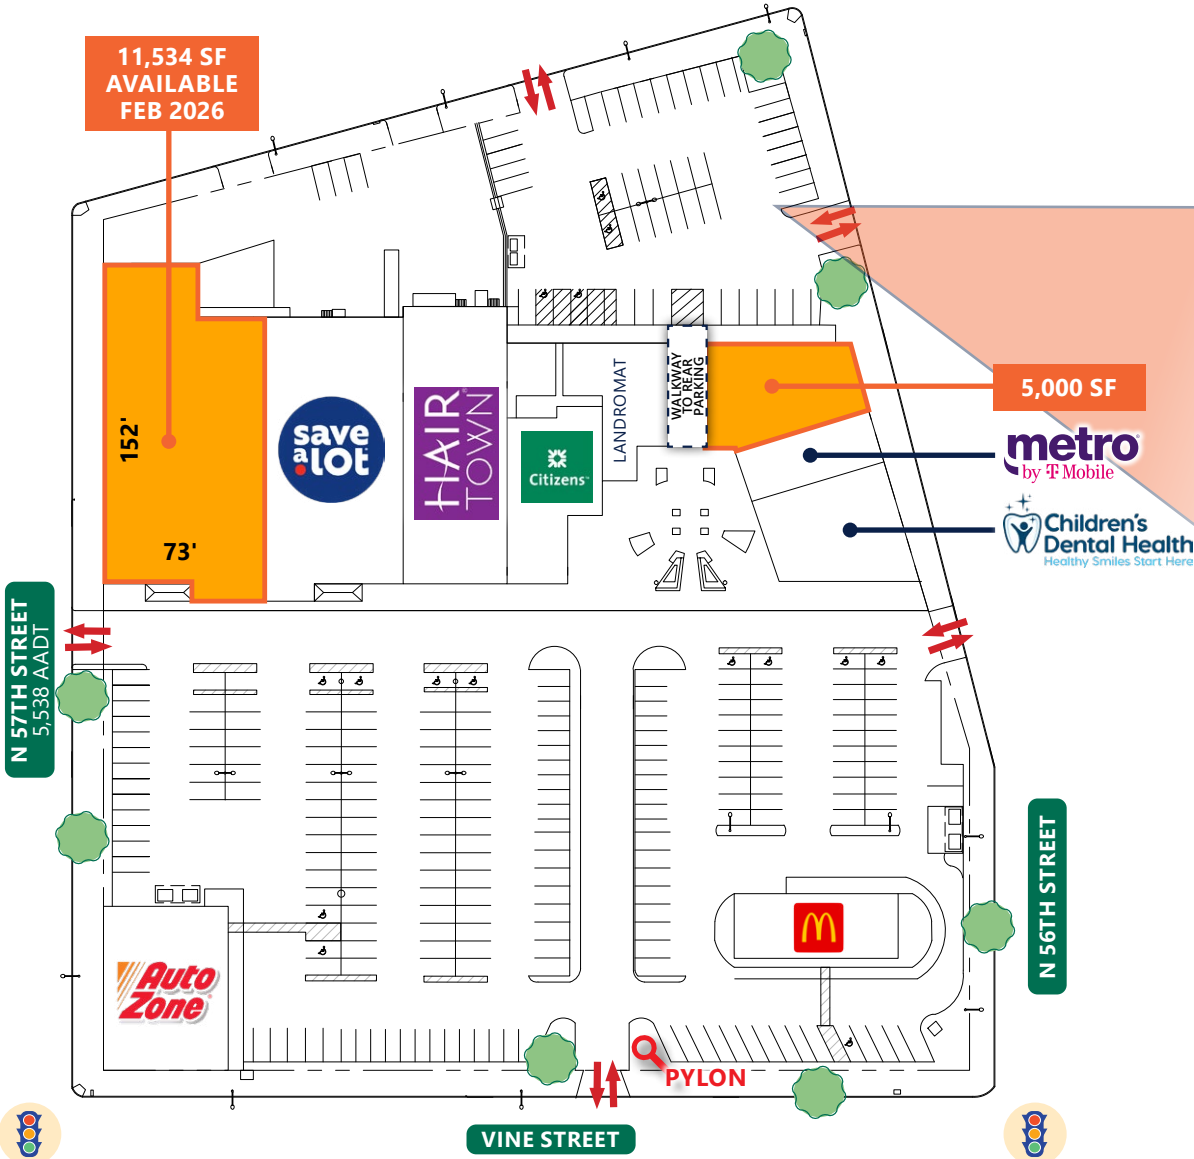 11,534 SF
AVAILABLE
FEB 2026
152'
73'
save
a lot
HAIR
TOWN
Citizens
LANDROMAT
WALKWAY
TO REAR
PARKING
5,000 SF
metro
by T Mobile
Children's
Dental Health
Healthy Smiles Start Here
N 57TH STREET
5,538 AADT
N 56TH STREET
Auto
Zone
PYLON
VINE STREET